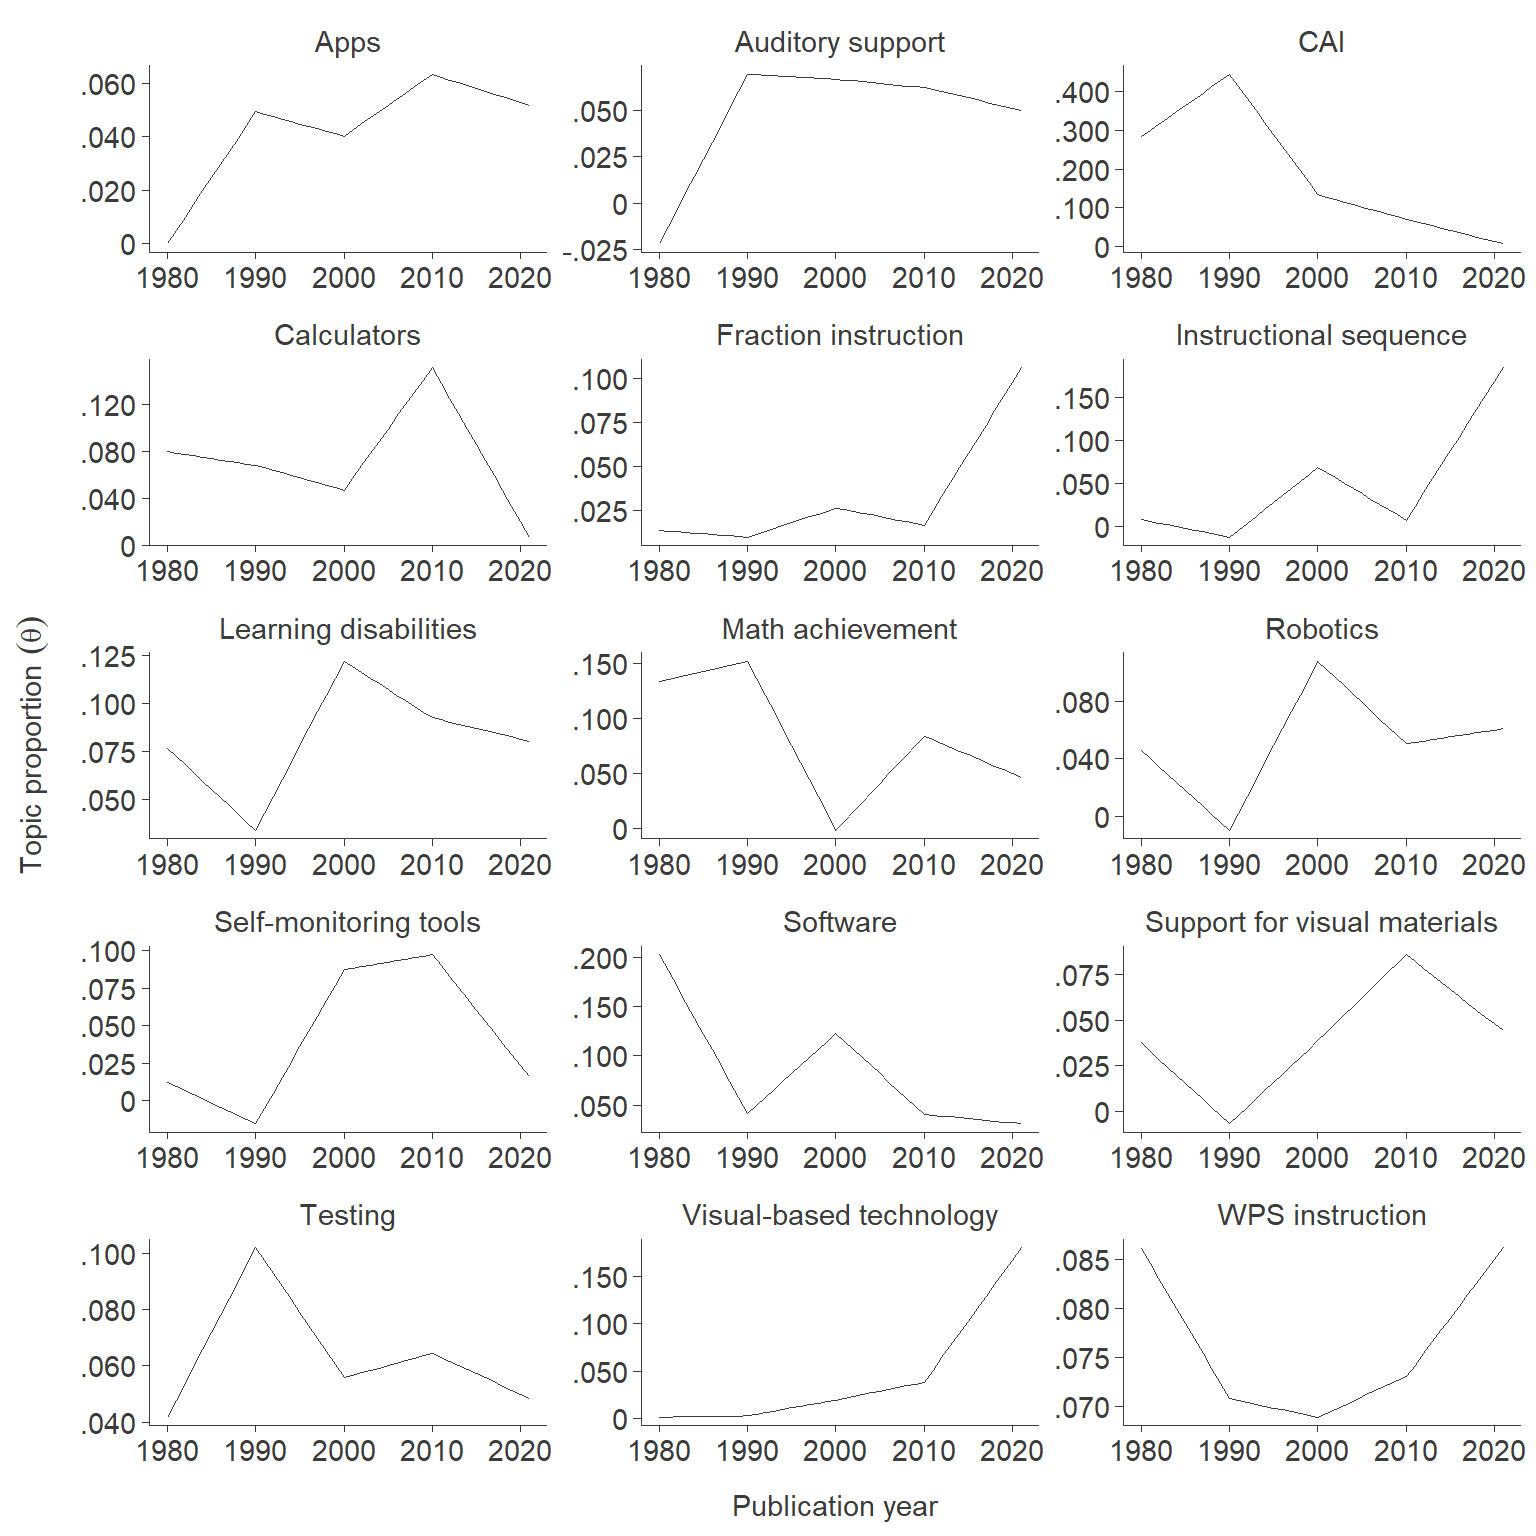 Apps
Auditory support
CAI
.060
.040
.020
0
.050
.025
0
-.025
.400
.300
.200
.100
0
1980 1990 2000 2010 2020
1980 1990 2000 2010 2020
1980 1990 2000 2010 2020
Calculators
Fraction instruction
Instructional sequence
.120
.080
.040
0
.100
.075
.050
.025
.150
.100
.050
0
1980 1990 2000 2010 2020
1980 1990 2000 2010 2020
1980 1990 2000 2010 2020
Topic proportion (θ)
Learning disabilities
Math achievement
Robotics
.125
.100
.075
.050
.150
.100
.050
0
.080
.040
0
1980 1990 2000 2010 2020
1980 1990 2000 2010 2020
1980 1990 2000 2010 2020
Self-monitoring tools
Software
Support for visual materials
.100
.075
.050
.025
0
.200
.150
.100
.050
.075
.050
.025
0
1980 1990 2000 2010 2020
1980 1990 2000 2010 2020
1980 1990 2000 2010 2020
Testing
Visual-based technology
WPS instruction
.100
.080
.060
.040
.150
.100
.050
0
.085
.080
.075
.070
1980 1990 2000 2010 2020
1980 1990 2000 2010 2020
1980 1990 2000 2010 2020
Publication year